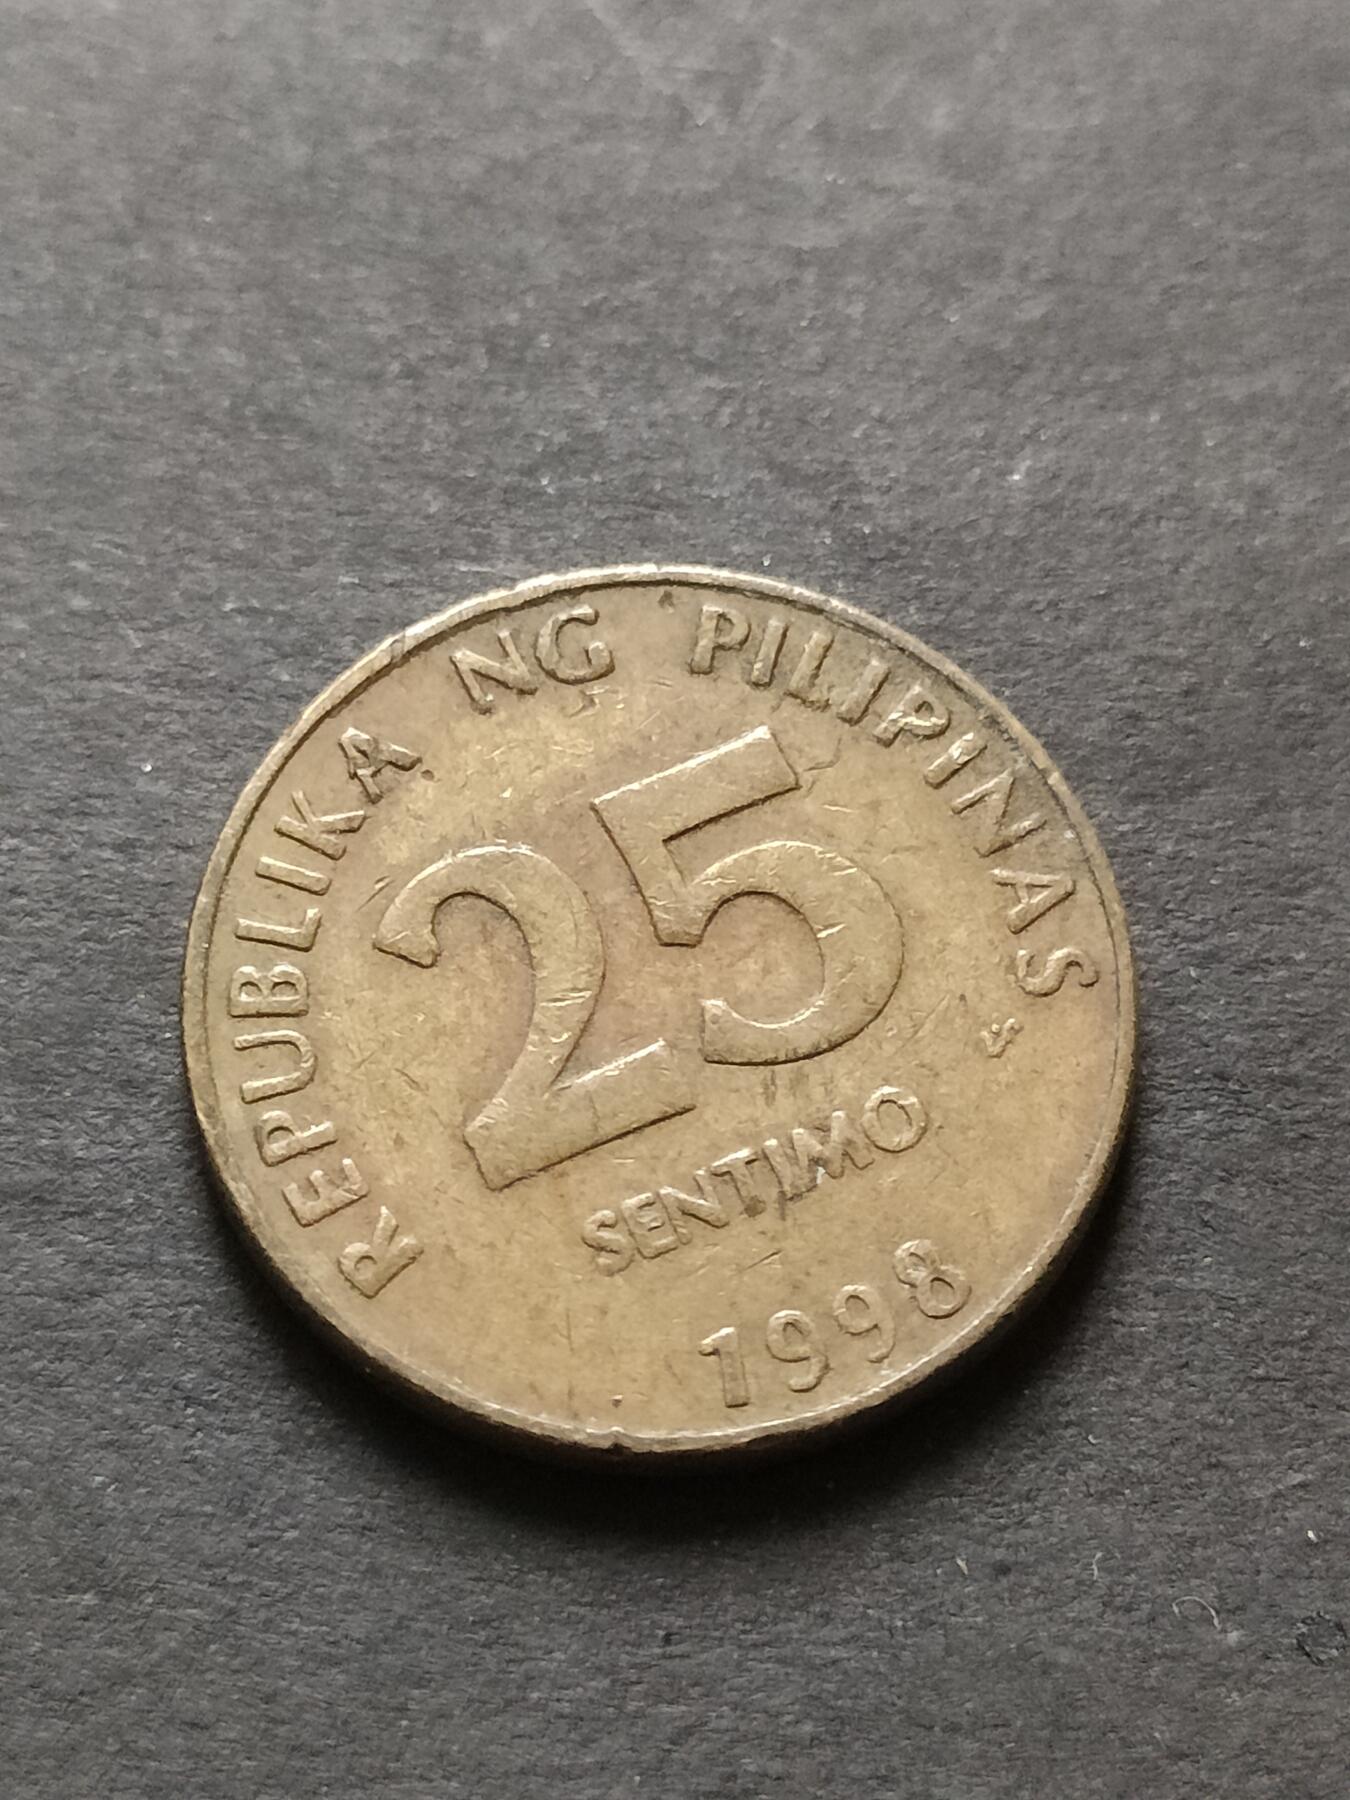 REPUBLIKA NG PILIPINAS
25
SENTIMO
1998